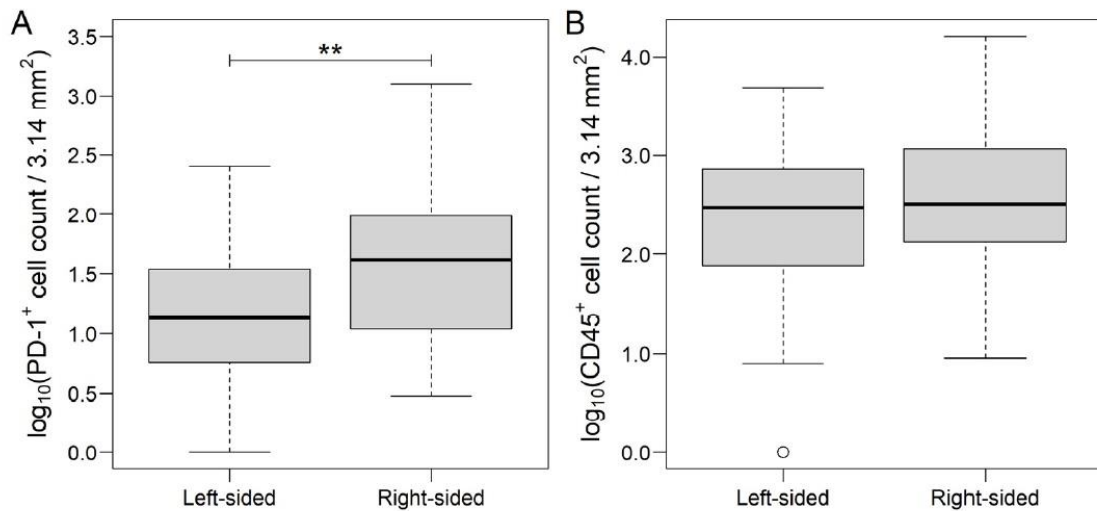 A
log₁₀(PD-1⁺ cell count / 3.14 mm²)
3.5
3.0
2.5
2.0
1.5
1.0
0.5
0.0
**
Left-sided
Right-sided
B
log₁₀(CD45⁺ cell count / 3.14 mm²)
4.0
3.0
2.0
1.0
0.0
Left-sided
Right-sided